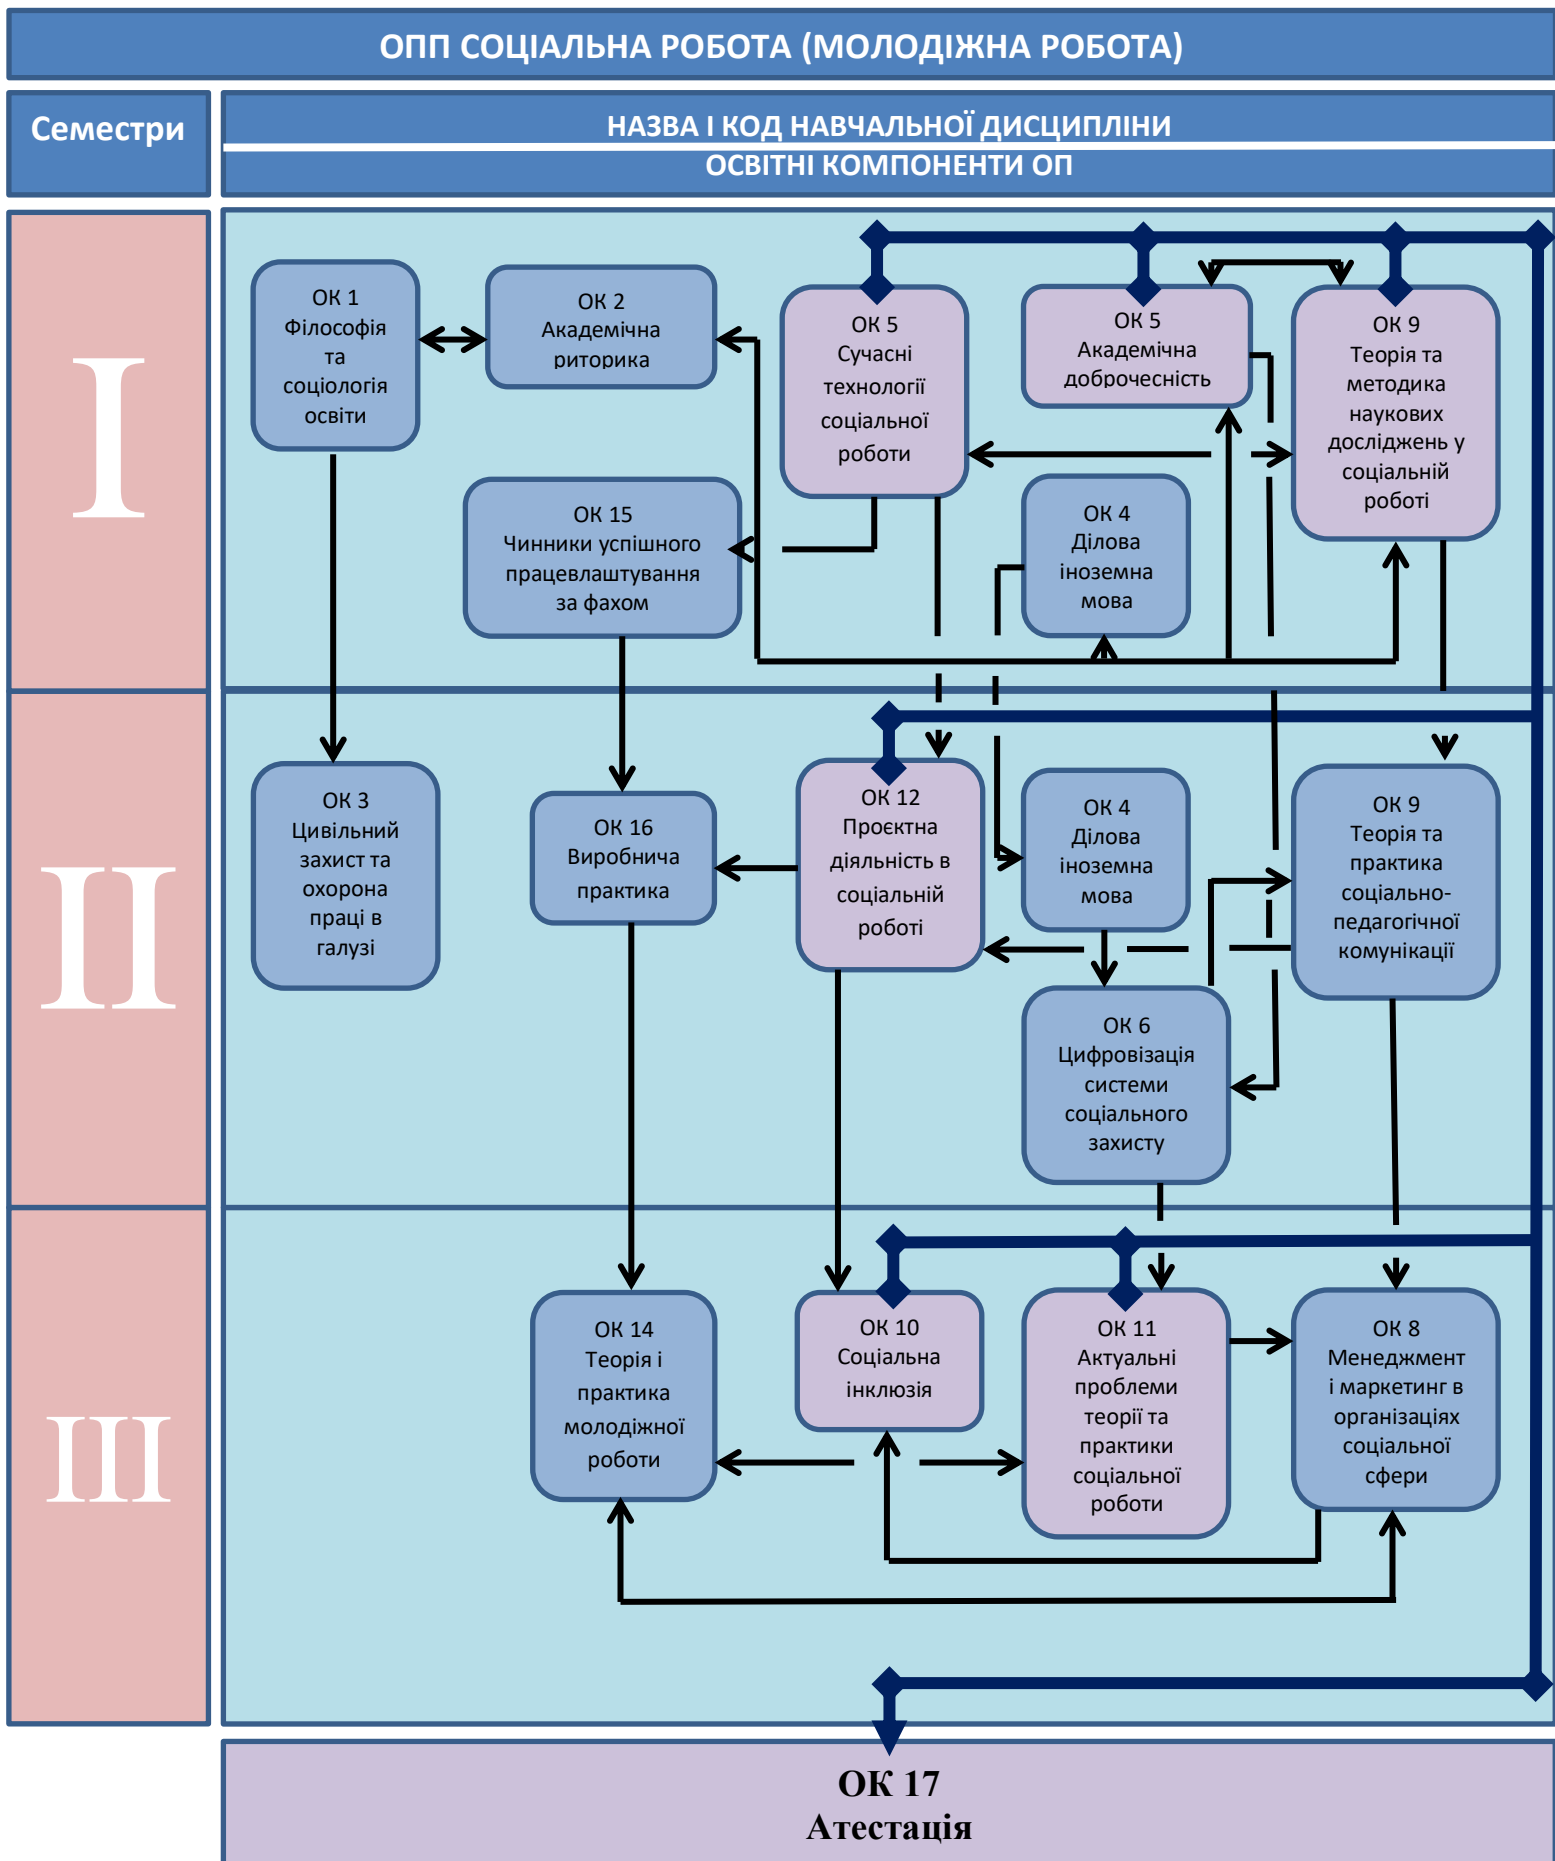 ОПП СОЦІАЛЬНА РОБОТА (МОЛОДІЖНА РОБОТА)
Семестри
НАЗВА І КОД НАВЧАЛЬНОЇ ДИСЦИПЛІНИ
ОСВІТНІ КОМПОНЕНТИ ОП
I
ОК 1
Філософія
та
соціологія
освіти
ОК 2
Академічна
риторика
ОК 5
Сучасні
технології
соціальної
роботи
ОК 5
Академічна
доброчесність
ОК 9
Теорія та
методика
наукових
досліджень у
соціальній
роботі
ОК 15
Чинники успішного
працевлаштування
за фахом
ОК 4
Ділова
іноземна
мова
II
ОК 3
Цивільний
захист та
охорона
праці в
галузі
ОК 16
Виробнича
практика
ОК 12
Проєктна
діяльність в
соціальній
роботі
ОК 4
Ділова
іноземна
мова
ОК 9
Теорія та
практика
соціально-
педагогічної
комунікації
ОК 6
Цифровізація
системи
соціального
захисту
III
ОК 14
Теорія і
практика
молодіжної
роботи
ОК 10
Соціальна
інклюзія
ОК 11
Актуальні
проблеми
теорії та
практики
соціальної
роботи
ОК 8
Менеджмент
і маркетинг в
організаціях
соціальної
сфери
ОК 17
Атестація